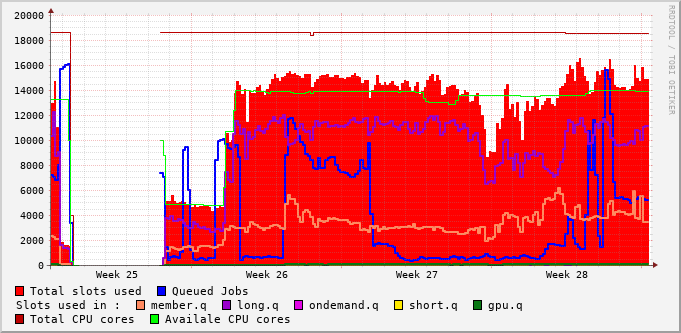 20000
18000
16000
14000
12000
10000
8000
6000
4000
2000
0
Week 25 Week 26 Week 27 Week 28
Total slots used Queued Jobs
Slots used in : member.q long.q ondemand.q short.q gpu.q
Total CPU cores Availale CPU cores
RRDTOOL / TOBI OETIKER